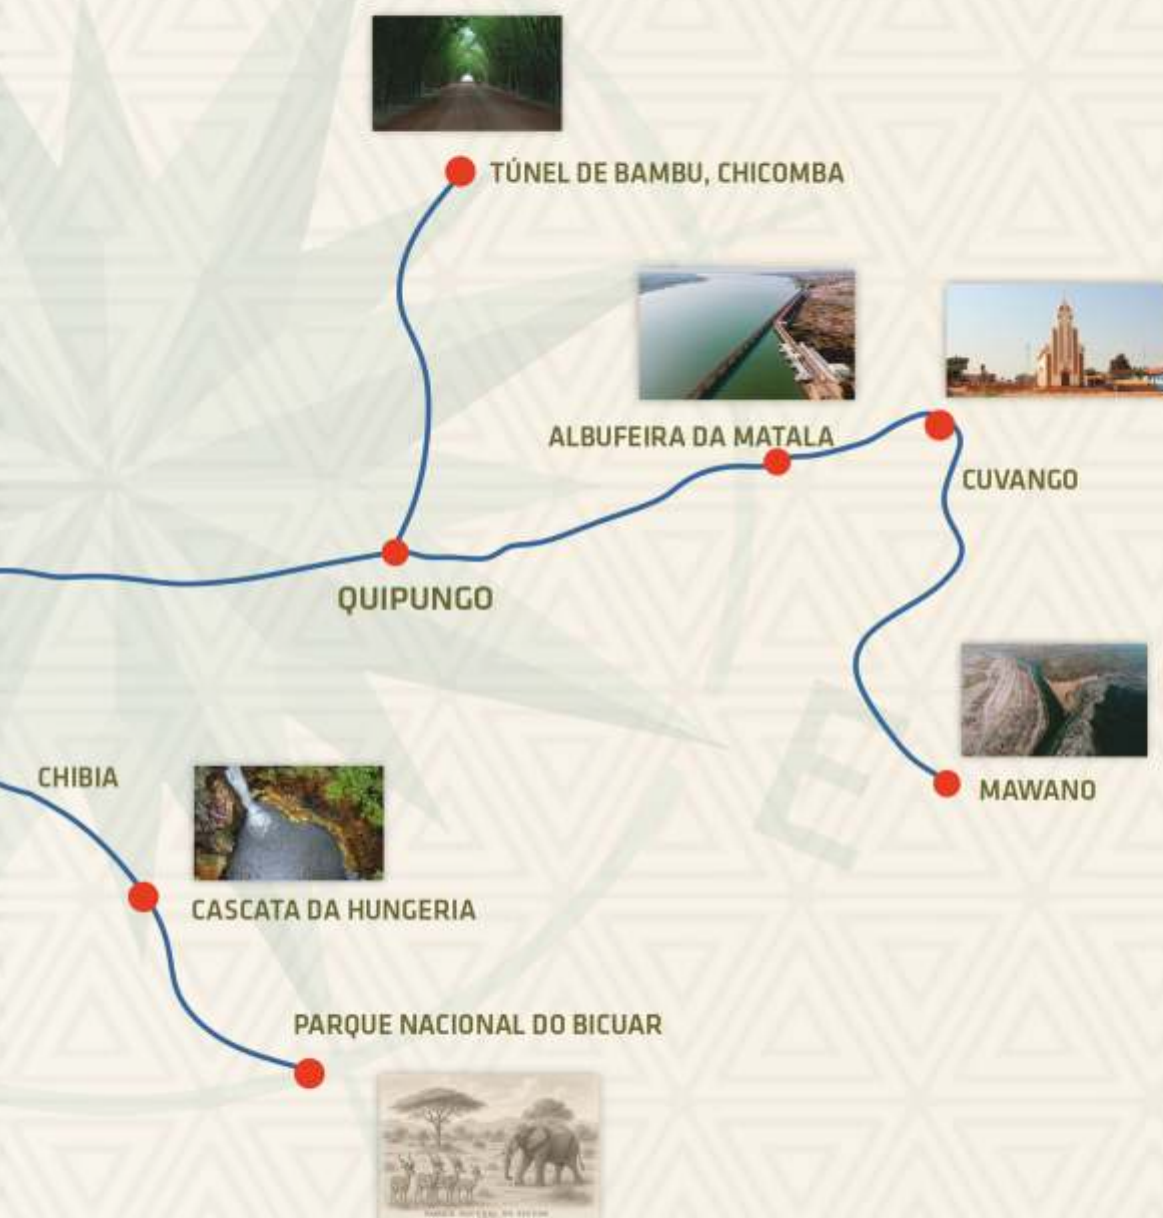 TÚNEL DE BAMBU, CHICOMBA
ALBUFEIRA DA MATALA
CUVANGO
QUIPUNGO
CHIBIA
MAWANO
CASCATA DA HUNGERIA
PARQUE NACIONAL DO BICUAR
E